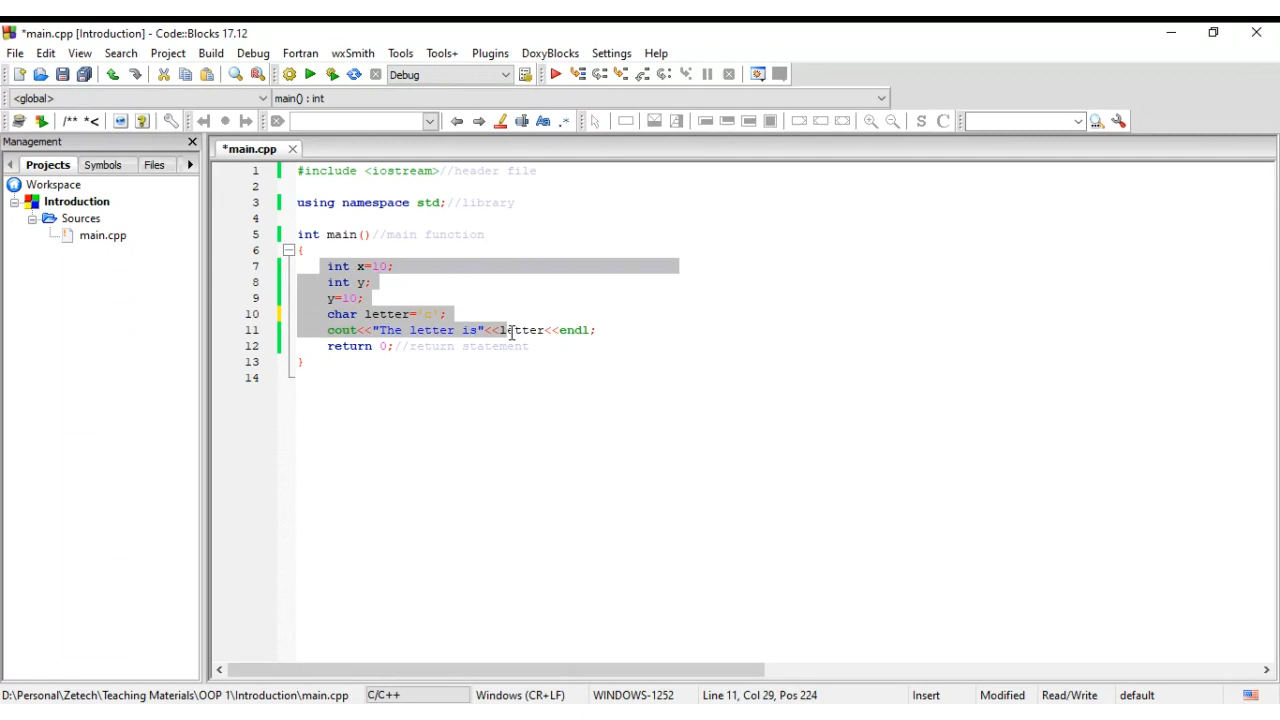 *main.cpp [Introduction] - Code::Blocks 17.12
File Edit View Search Project Build Debug Fortran wxSmith Tools Tools+ Plugins DoxyBlocks Settings Help
Debug
<global> main() : int
/** *< Aa .* S C
Management
*main.cpp
Projects Symbols Files
Workspace
Introduction
Sources
main.cpp
1 #include <iostream>//header file
2
3 using namespace std;//library
4
5 int main()//main function
6 {
7 int x=10;
8 int y;
9 y=10;
10 char letter='c';
11 cout<<"The letter is"<<letter<<endl;
12 return 0;//return statement
13 }
14
D:\Personal\Zetech\Teaching Materials\OOP 1\Introduction\main.cpp C/C++ Windows (CR+LF) WINDOWS-1252 Line 11, Col 29, Pos 224 Insert Modified Read/Write default